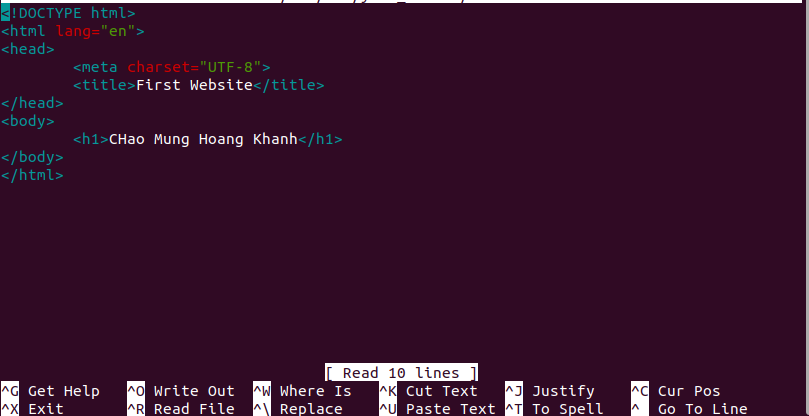 <!DOCTYPE html>
<html lang="en">
<head>
<meta charset="UTF-8">
<title>First Website</title>
</head>
<body>
<h1>CHao Mung Hoang Khanh</h1>
</body>
</html>
[ Read 10 lines ]
^G Get Help ^O Write Out ^W Where Is ^K Cut Text ^J Justify ^C Cur Pos
^X Exit ^R Read File ^\ Replace ^U Paste Text ^T To Spell ^_ Go To Line